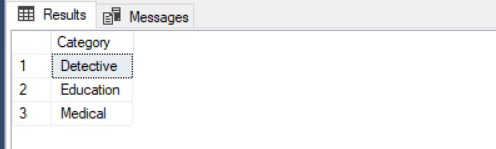 Results Messages
Category
1 Detective
2 Education
3 Medical